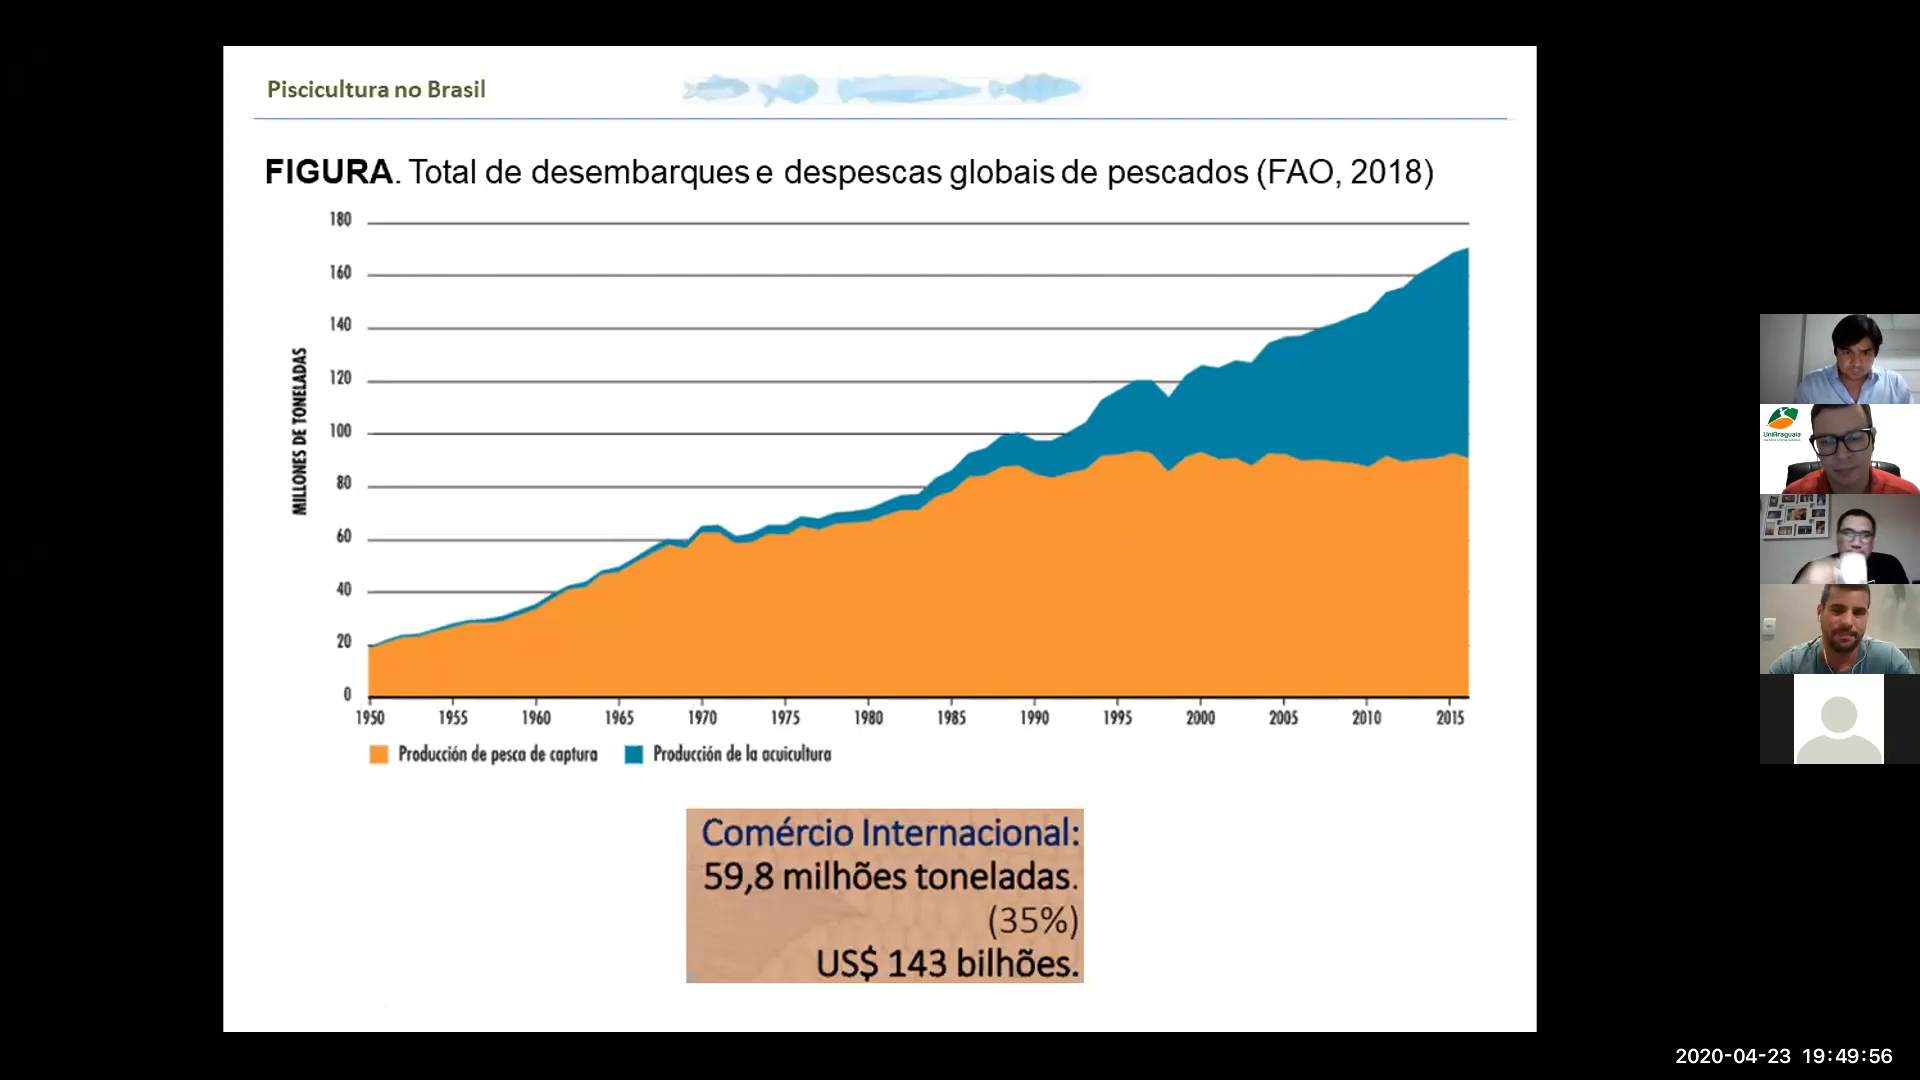 Piscicultura no Brasil
FIGURA. Total de desembarques e despescas globais de pescados (FAO, 2018)
180
160
140
120
100
80
60
40
20
0
MILLONES DE TONELADAS
1950 1955 1960 1965 1970 1975 1980 1985 1990 1995 2000 2005 2010 2015
Producción de pesca de captura Producción de la acuicultura
Comércio Internacional:
59,8 milhões toneladas.
(35%)
US$ 143 bilhões.
UniAraguaia
2020-04-23 19:49:56